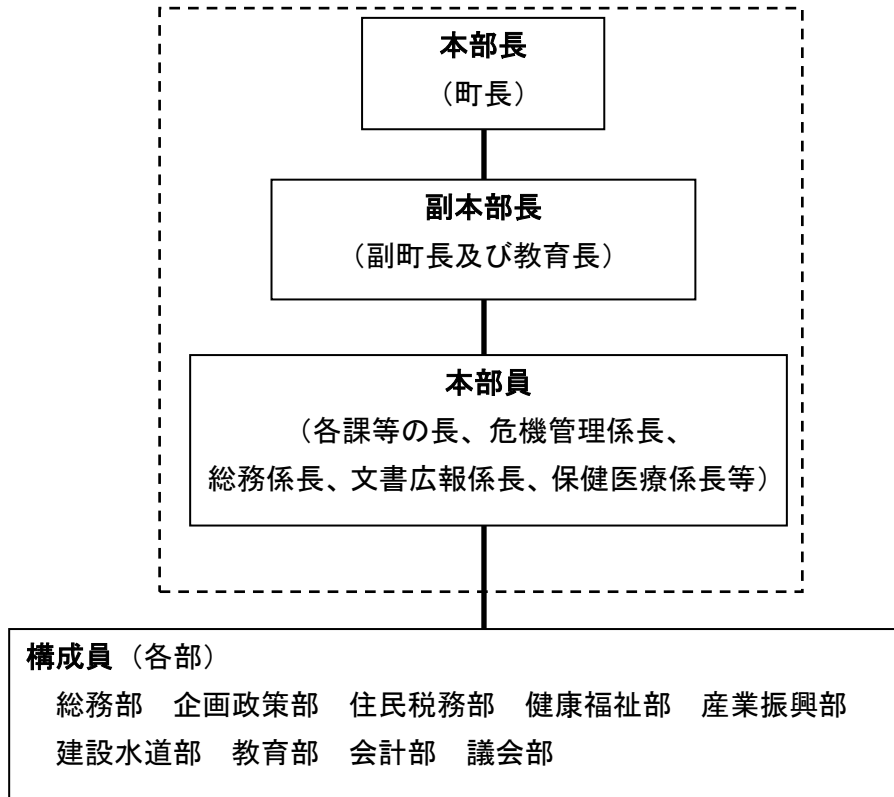 本部長
（町長）
副本部長
（副町長及び教育長）
本部員
（各課等の長、危機管理係長、
総務係長、文書広報係長、保健医療係長等）
構成員（各部）
総務部　企画政策部　住民税務部　健康福祉部　産業振興部
建設水道部　教育部　会計部　議会部